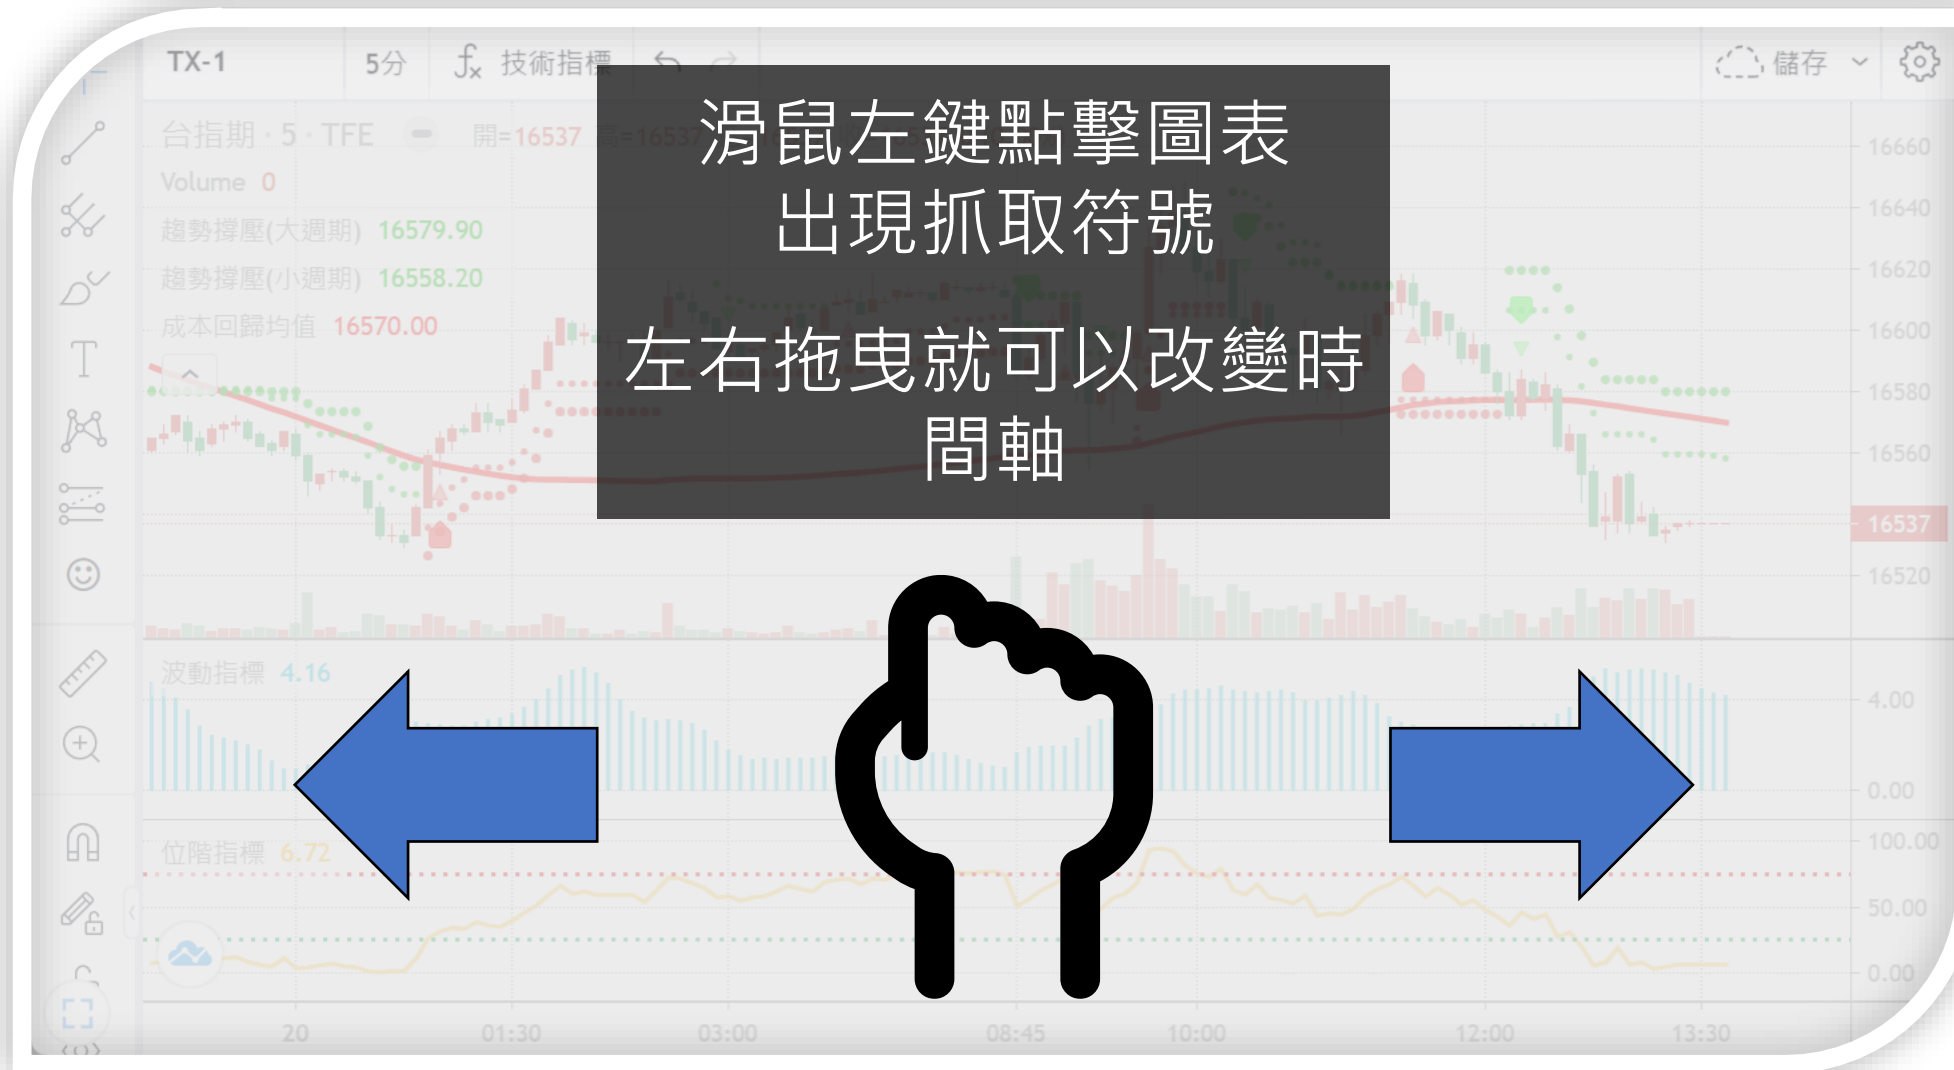 TX-1 5分 fx 技術指標 儲存
滑鼠左鍵點擊圖表
出現抓取符號
左右拖曳就可以改變時
間軸
台指期 · 5 · TFE 開=16537 高=16537
Volume 0
趨勢撐壓(大週期) 16579.90
趨勢撐壓(小週期) 16558.20
成本回歸均值 16570.00
16660
16640
16620
16600
16580
16560
16537
16520
波動指標 4.16
4.00
0.00
位階指標 6.72
100.00
50.00
0.00
20 01:30 03:00 08:45 10:00 12:00 13:30